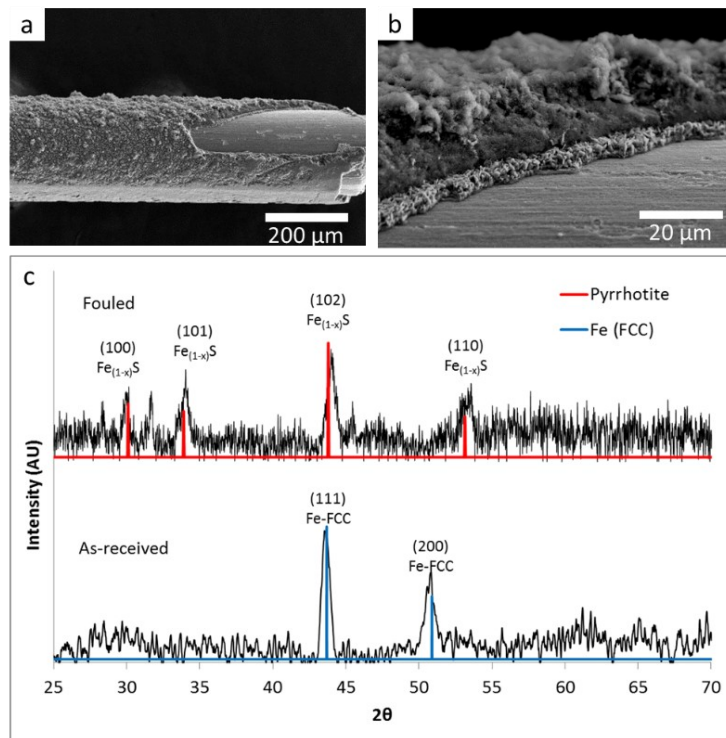 a
b
200 µm
20 µm
c
Fouled
(100)
Fe(1-x)S
(101)
Fe(1-x)S
(102)
Fe(1-x)S
(110)
Fe(1-x)S
Pyrrhotite
Fe (FCC)
Intensity (AU)
As-received
(111)
Fe-FCC
(200)
Fe-FCC
25 30 35 40 45 50 55 60 65 70
2θ